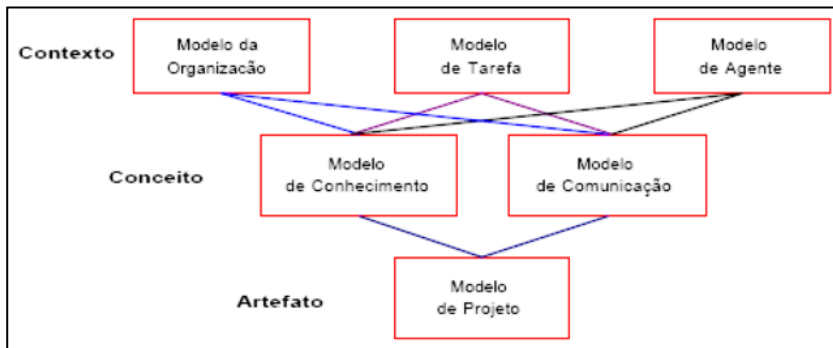 Contexto
Modelo da
Organizacão
Modelo
de Tarefa
Modelo
de Agente
Conceito
Modelo
de Conhecimento
Modelo
de Comunicação
Artefato
Modelo
de Projeto